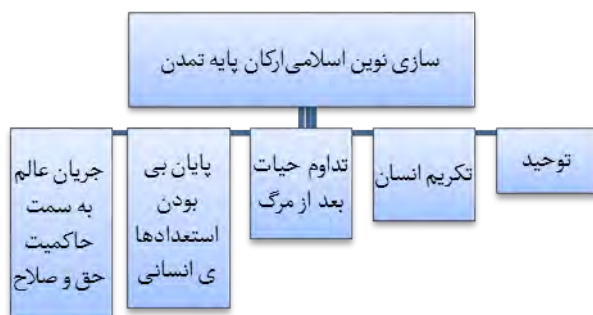 سازی نوین اسلامی‌ارکان پایه تمدن
توحید
تکریم انسان
تداوم حیات
بعد از مرگ
پایان بی
بودن
استعدادها
ی انسانی
جریان عالم
به سمت
حاکمیت
حق و صلاح